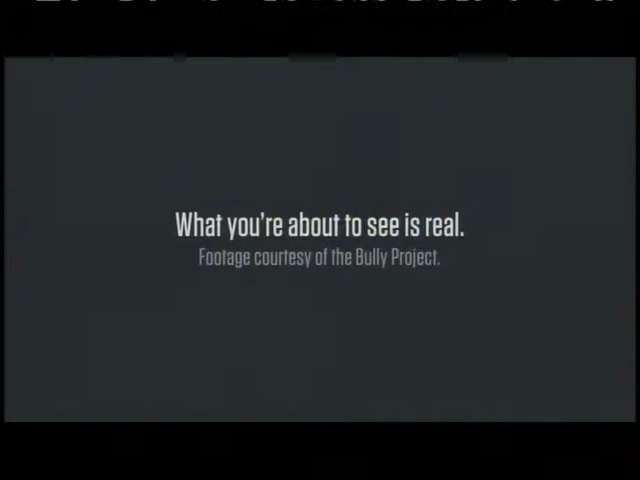 What you're about to see is real.
Footage courtesy of the Bully Project.